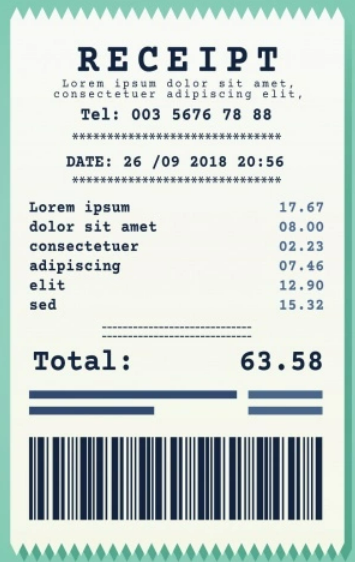 RECEIPT
Lorem ipsum dolor sit amet,
consectetuer adipiscing elit,
Tel: 003 5676 78 88
******************************
DATE: 26 /09 2018 20:56
******************************
Lorem ipsum 17.67
dolor sit amet 08.00
consectetuer 02.23
adipiscing 07.46
elit 12.90
sed 15.32
Total: 63.58